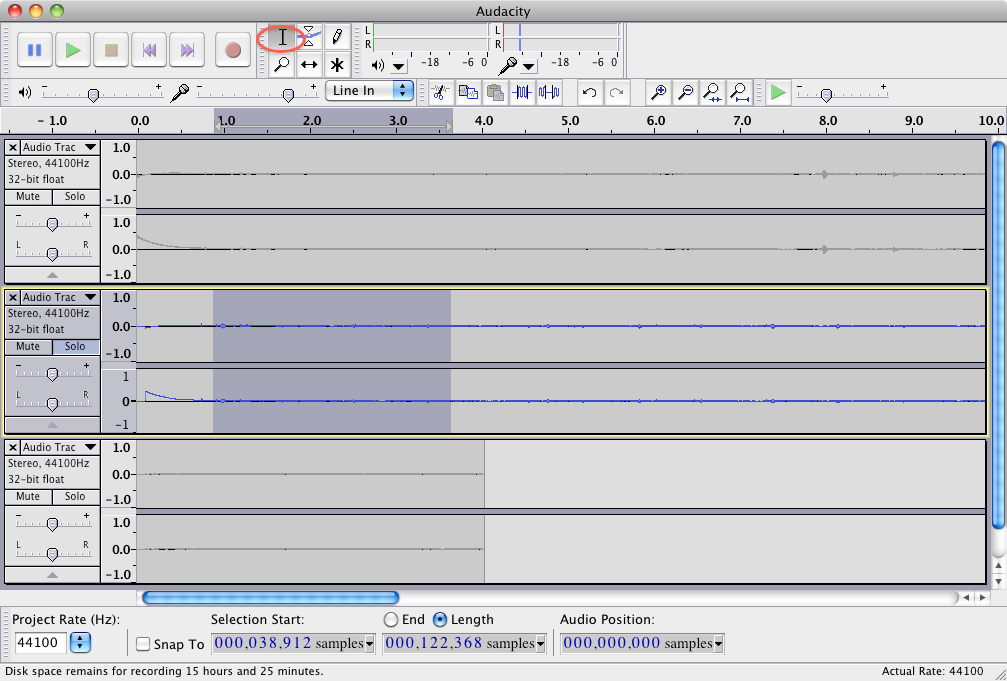 Audacity
L
R
-18 -6 0
L
R
-18 -6 0
Line In
- 1.0 0.0 1.0 2.0 3.0 4.0 5.0 6.0 7.0 8.0 9.0 10.0
Audio Trac
Stereo, 44100Hz
32-bit float
Mute Solo
- +
L R
1.0
0.0
-1.0
1.0
0.0
-1.0
Audio Trac
Stereo, 44100Hz
32-bit float
Mute Solo
- +
L R
1.0
0.0
-1.0
1
0
-1
Audio Trac
Stereo, 44100Hz
32-bit float
Mute Solo
- +
L R
1.0
0.0
-1.0
1.0
0.0
-1.0
Project Rate (Hz): Selection Start: End Length Audio Position:
44100 Snap To 000,038,912 samples 000,122,368 samples 000,000,000 samples
Disk space remains for recording 15 hours and 25 minutes. Actual Rate: 44100